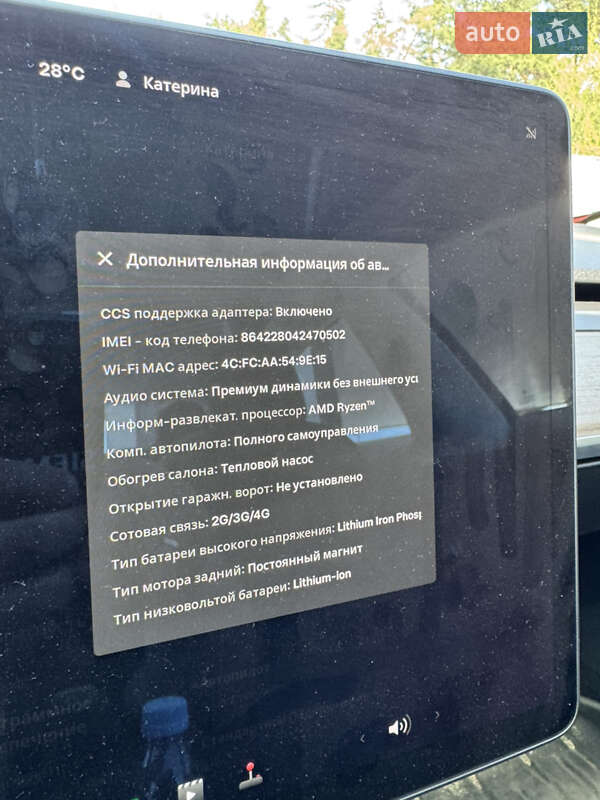 auto RIA .com
28°C Катерина
Дополнительная информация об ав...
CCS поддержка адаптера: Включено
IMEI - код телефона: 864228042470502
Wi-Fi MAC адрес: 4C:FC:AA:54:9E:15
Аудио система: Премиум динамики без внешнего уси
Информ-развлекат. процессор: AMD Ryzen™
Комп. автопилота: Полного самоуправления
Обогрев салона: Тепловой насос
Открытие гаражн. ворот: Не установлено
Сотовая связь: 2G/3G/4G
Тип батареи высокого напряжения: Lithium Iron Phosp
Тип мотора задний: Постоянный магнит
Тип низковольтой батареи: Lithium-Ion